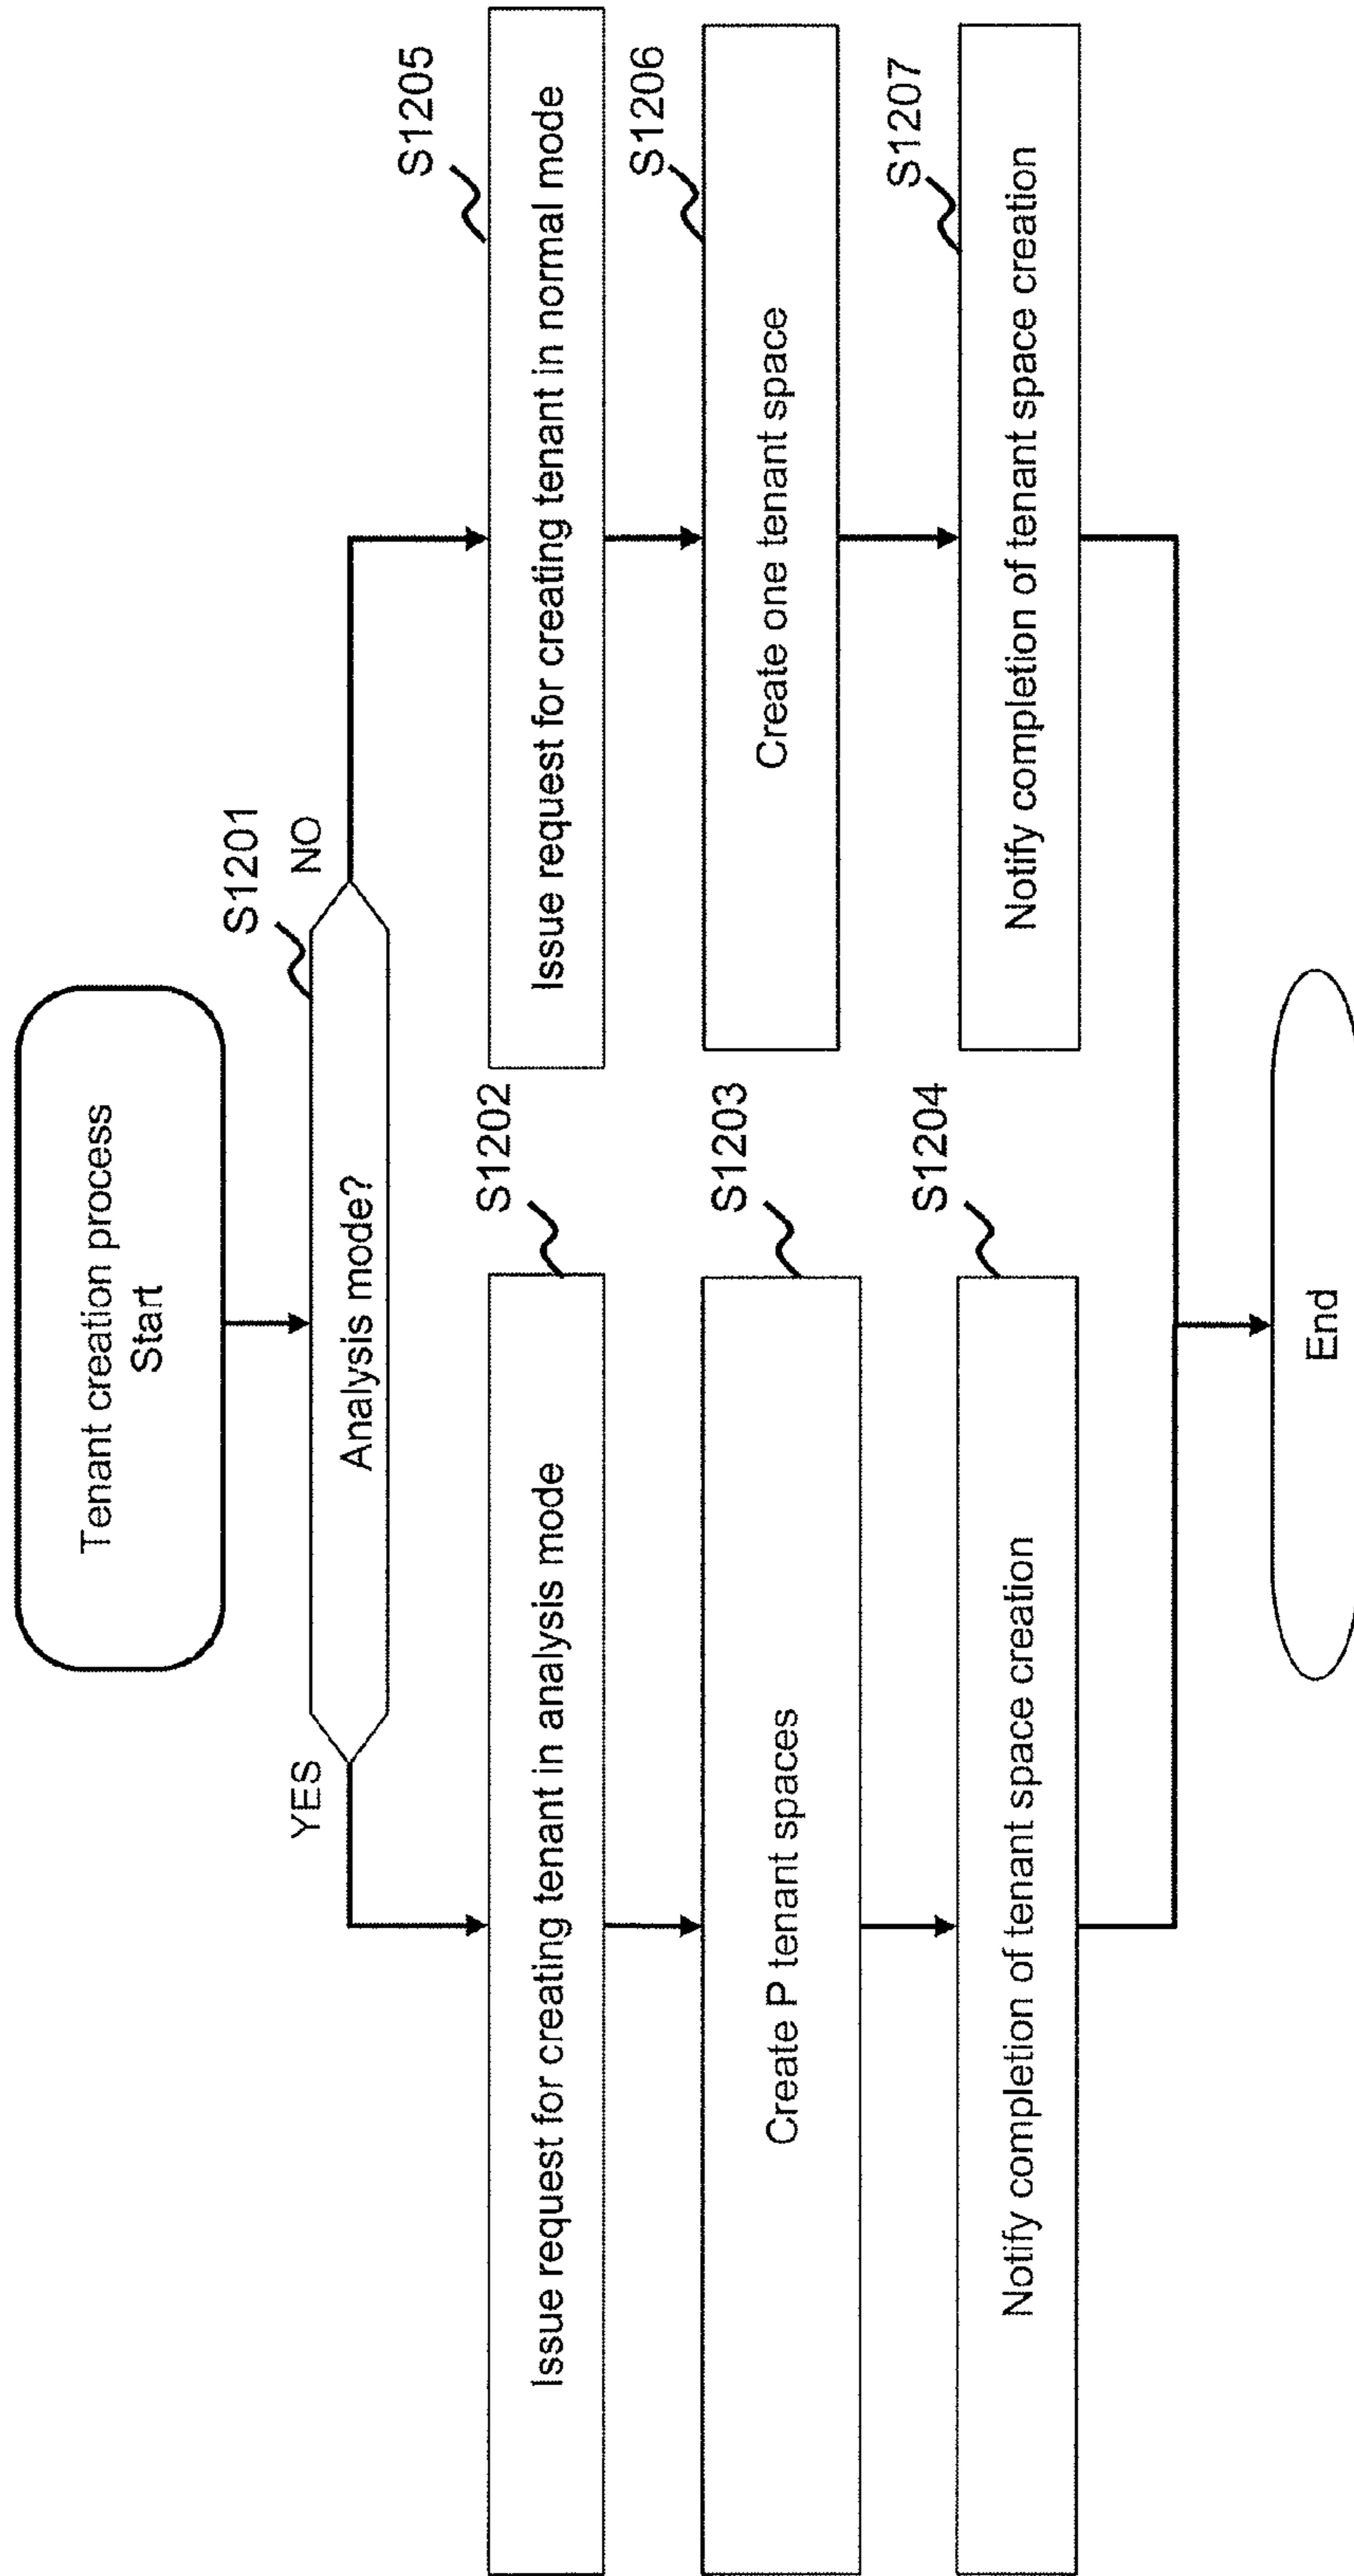 Tenant creation process
Start
S1201
Analysis mode?
YES
NO
S1202
Issue request for creating tenant in analysis mode
S1203
Create P tenant spaces
S1204
Notify completion of tenant space creation
S1205
Issue request for creating tenant in normal mode
S1206
Create one tenant space
S1207
Notify completion of tenant space creation
End